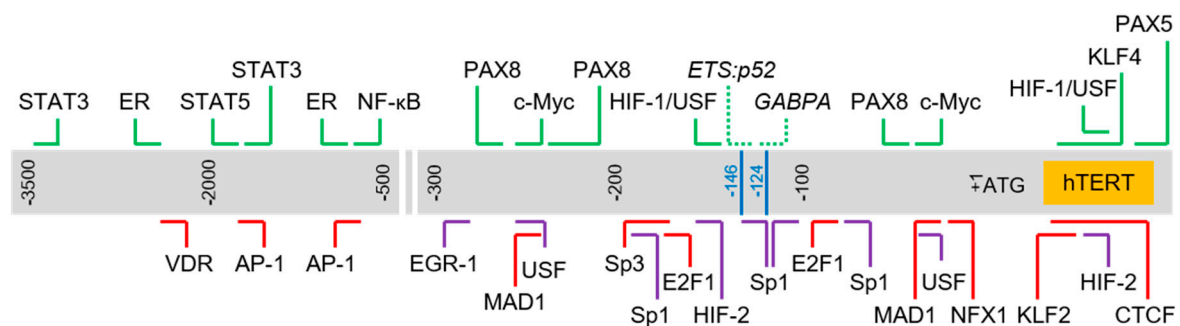 PAX5
STAT3 PAX8 PAX8 ETS:p52 KLF4
STAT3 ER STAT5 ER NF-κB c-Myc HIF-1/USF GABPA PAX8 c-Myc HIF-1/USF
-3500 -2000 -500 -300 -200 -146 -124 -100 +1 ATG hTERT
VDR AP-1 AP-1 EGR-1 USF Sp3 E2F1 Sp1 E2F1 Sp1 USF HIF-2
MAD1 Sp1 HIF-2 MAD1 NFX1 KLF2 CTCF